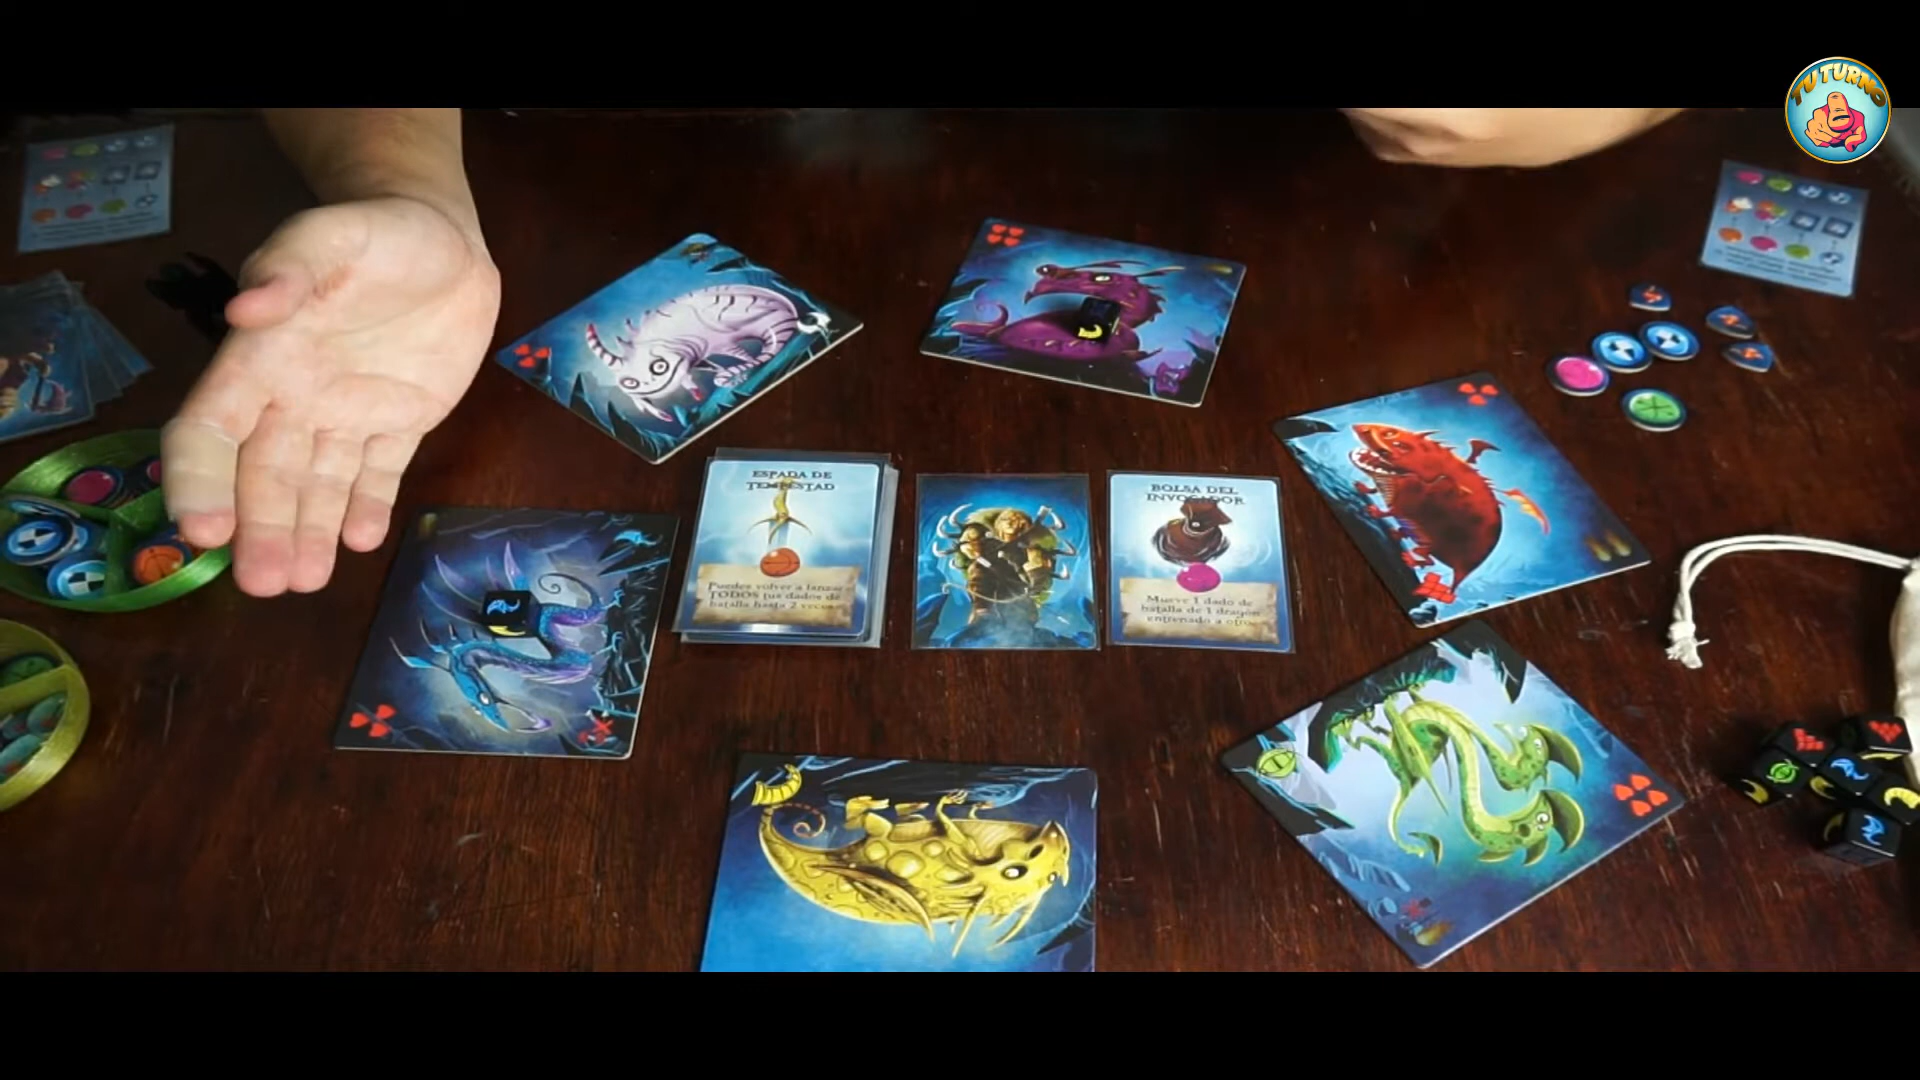 TU TURNO
ESPADA DE
TEMPESTAD
Puedes volver a lanzar
TODOS tus dados de
batalla hasta 2 veces.
BOLSA DEL
INVOCADOR
Mueve 1 dado de
batalla de 1 dragón
entrenado a otro.